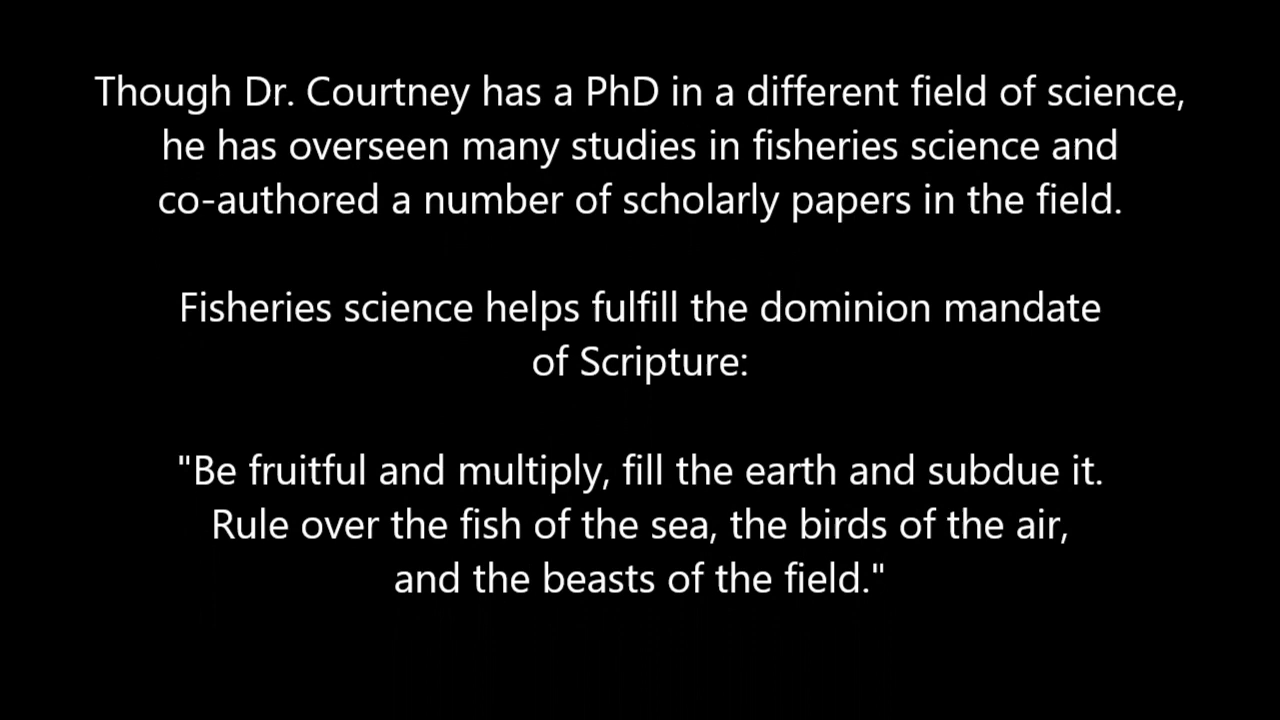 Though Dr. Courtney has a PhD in a different field of science,
he has overseen many studies in fisheries science and
co-authored a number of scholarly papers in the field.
Fisheries science helps fulfill the dominion mandate
of Scripture:
"Be fruitful and multiply, fill the earth and subdue it.
Rule over the fish of the sea, the birds of the air,
and the beasts of the field."